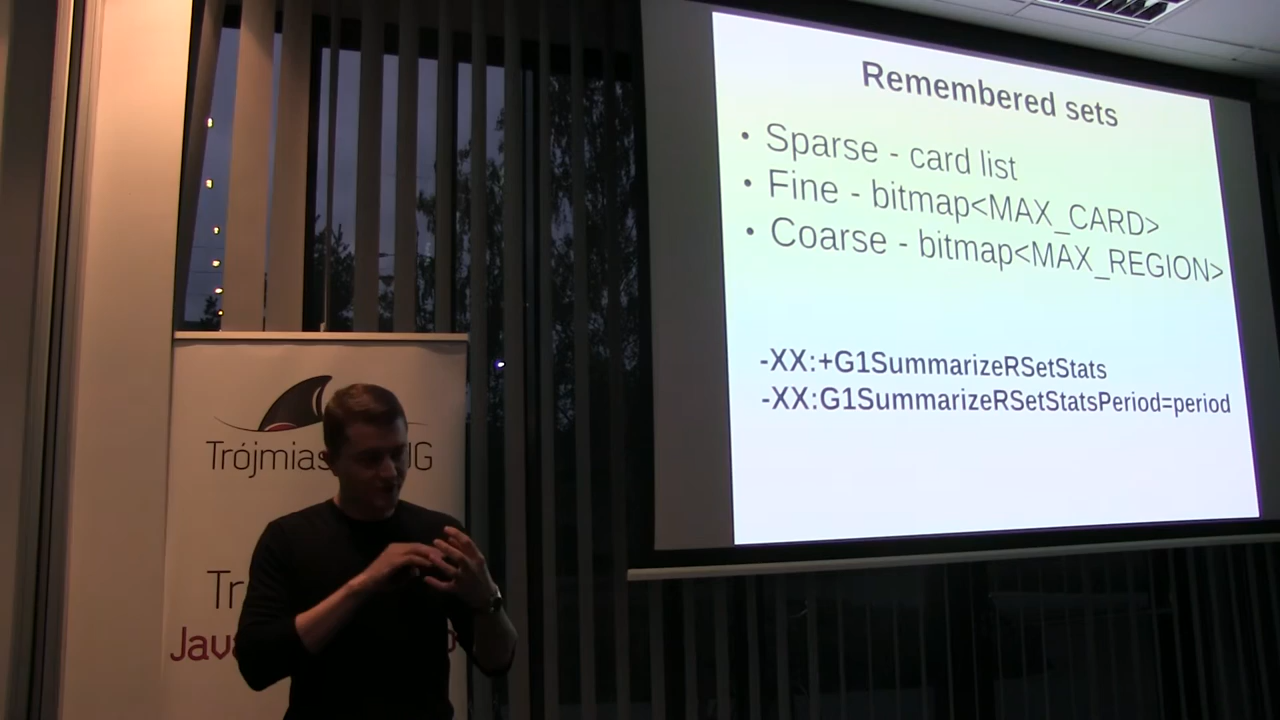 Remembered sets
• Sparse - card list
• Fine - bitmap<MAX_CARD>
• Coarse - bitmap<MAX_REGION>
-XX:+G1SummarizeRSetStats
-XX:G1SummarizeRSetStatsPeriod=period
Trójmias UG
Tr
Java